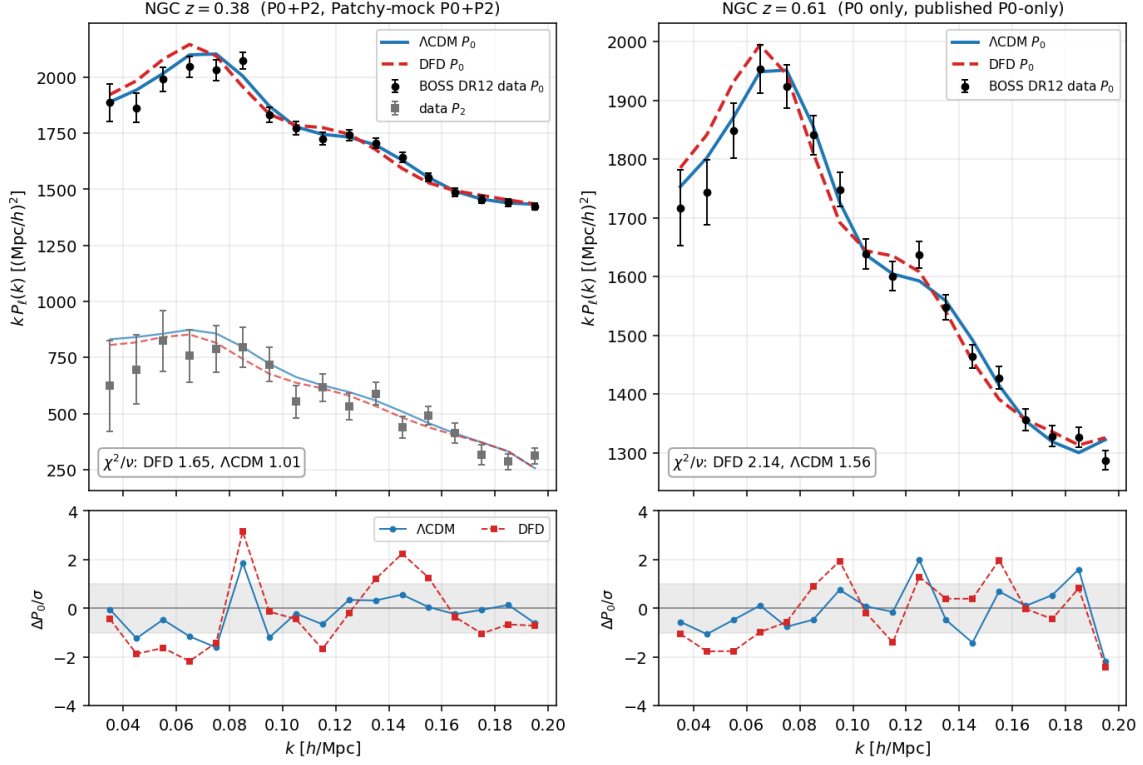 NGC z = 0.38 (P0+P2, Patchy-mock P0+P2)
k Pℓ(k) [(Mpc/h)²]
2000
1750
1500
1250
1000
750
500
250
ΛCDM P₀
DFD P₀
BOSS DR12 data P₀
data P₂
χ²/ν: DFD 1.65, ΛCDM 1.01
NGC z = 0.61 (P0 only, published P0-only)
k Pℓ(k) [(Mpc/h)²]
2000
1900
1800
1700
1600
1500
1400
1300
ΛCDM P₀
DFD P₀
BOSS DR12 data P₀
χ²/ν: DFD 2.14, ΛCDM 1.56
ΔP₀/σ
4
2
0
−2
−4
ΛCDM DFD
0.04 0.06 0.08 0.10 0.12 0.14 0.16 0.18 0.20
k [h/Mpc]
ΔP₀/σ
4
2
0
−2
−4
0.04 0.06 0.08 0.10 0.12 0.14 0.16 0.18 0.20
k [h/Mpc]